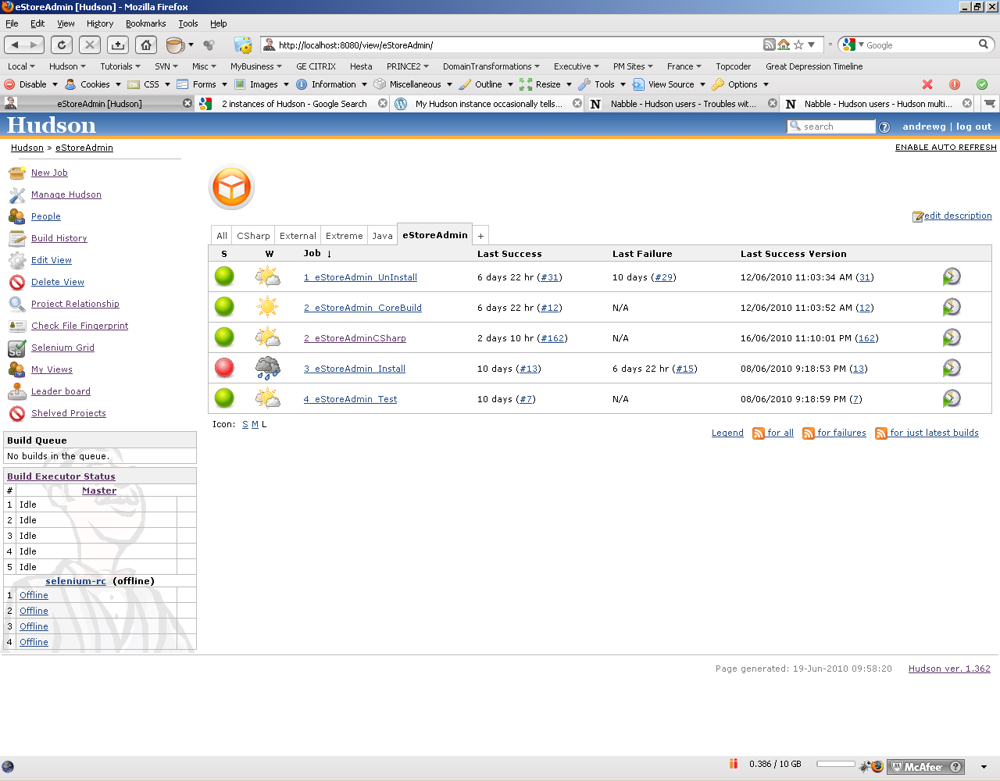 eStoreAdmin [Hudson] - Mozilla Firefox
File Edit View History Bookmarks Tools Help
http://localhost:8080/view/eStoreAdmin/ Google
Local Hudson Tutorials SVN Misc MyBusiness GE CITRIX Hesta PRINCE2 DomainTransformations Executive PM Sites France Topcoder Great Depression Timeline
Disable Cookies CSS Forms Images Information Miscellaneous Outline Resize Tools View Source Options
eStoreAdmin [Hudson] 2 instances of Hudson - Google Search My Hudson instance occasionally tells... N Nabble - Hudson users - Troubles wit... N Nabble - Hudson users - Hudson multi...
Hudson search ? andrewg | log out
Hudson » eStoreAdmin ENABLE AUTO REFRESH
New Job
Manage Hudson
People
Build History
Edit View
Delete View
Project Relationship
Check File Fingerprint
Se Selenium Grid
My Views
Leader board
Shelved Projects
Build Queue
No builds in the queue.
Build Executor Status
# Master
1 Idle
2 Idle
3 Idle
4 Idle
5 Idle
selenium-rc (offline)
1 Offline
2 Offline
3 Offline
4 Offline
edit description
All CSharp External Extreme Java eStoreAdmin +
S W Job ↓ Last Success Last Failure Last Success Version
1_eStoreAdmin_UnInstall 6 days 22 hr (#31) 10 days (#29) 12/06/2010 11:03:34 AM (31)
2_eStoreAdmin_CoreBuild 6 days 22 hr (#12) N/A 12/06/2010 11:03:52 AM (12)
2_eStoreAdminCSharp 2 days 10 hr (#162) N/A 16/06/2010 11:10:01 PM (162)
3_eStoreAdmin_Install 10 days (#13) 6 days 22 hr (#15) 08/06/2010 9:18:53 PM (13)
4_eStoreAdmin_Test 10 days (#7) N/A 08/06/2010 9:18:59 PM (7)
Icon: S M L
Legend for all for failures for just latest builds
Page generated: 19-Jun-2010 09:58:20 Hudson ver. 1.362
0.386 / 10 GB McAfee ?